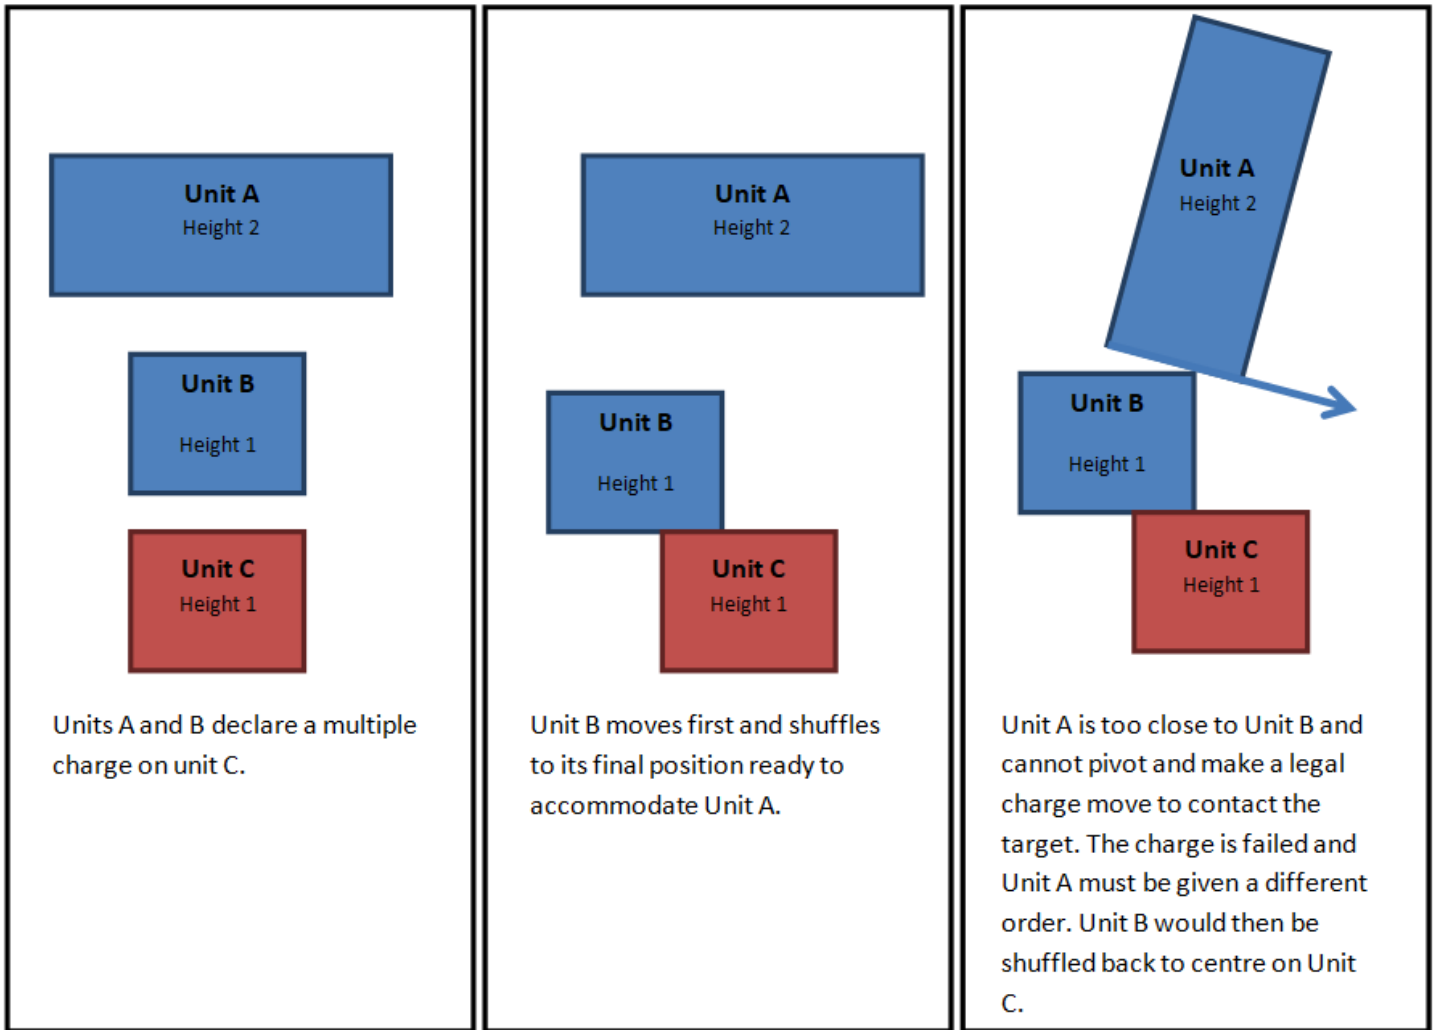 Unit A
Height 2
Unit B
Height 1
Unit C
Height 1
Units A and B declare a multiple
charge on unit C.
Unit A
Height 2
Unit B
Height 1
Unit C
Height 1
Unit B moves first and shuffles
to its final position ready to
accommodate Unit A.
Unit A
Height 2
Unit B
Height 1
Unit C
Height 1
Unit A is too close to Unit B and
cannot pivot and make a legal
charge move to contact the
target. The charge is failed and
Unit A must be given a different
order. Unit B would then be
shuffled back to centre on Unit
C.